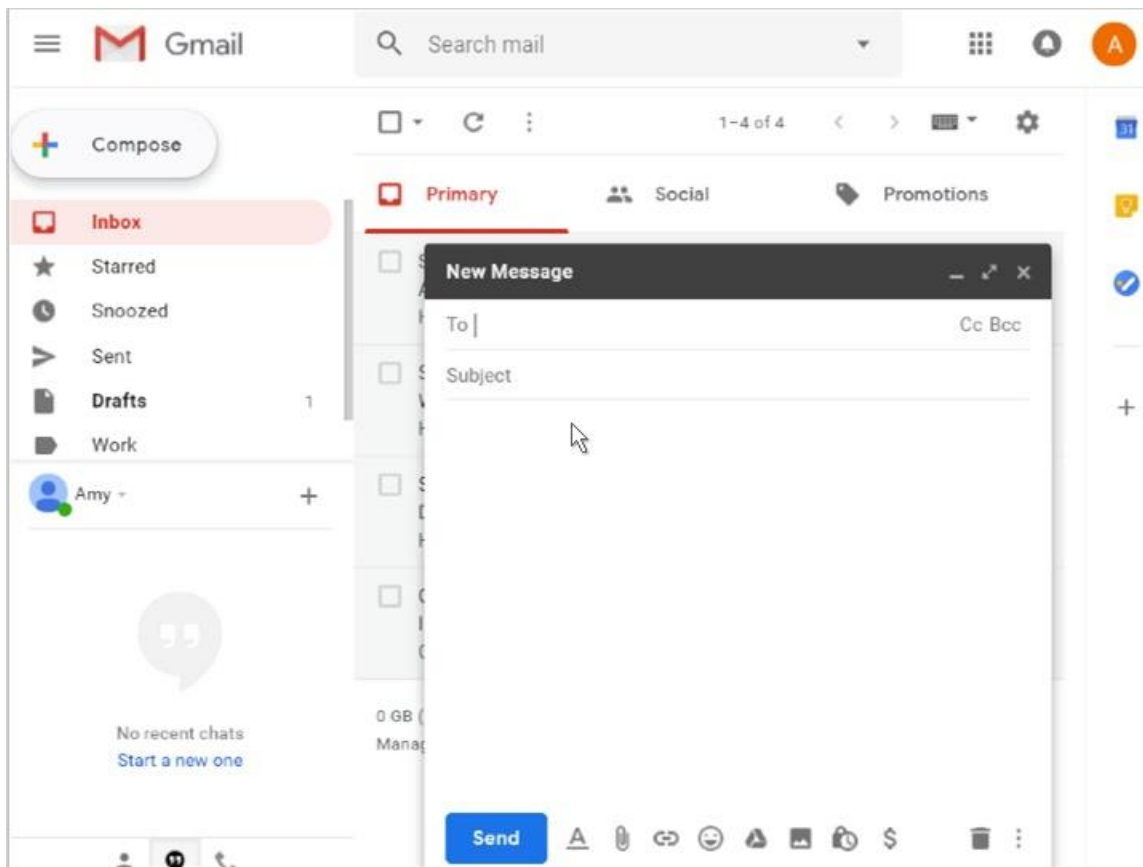 Gmail
Search mail
A
Compose
1–4 of 4
31
Primary
Social
Promotions
Inbox
Starred
Snoozed
Sent
Drafts 1
Work
New Message
To
Cc Bcc
Subject
Amy
No recent chats
Start a new one
0 GB (
Send
A
$